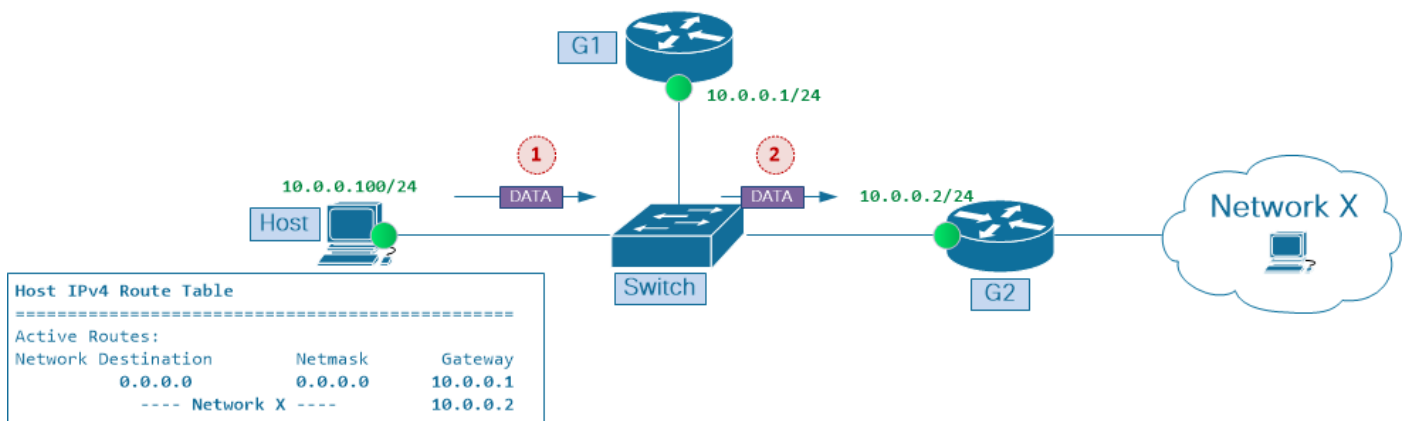 G1
10.0.0.1/24
1
2
10.0.0.100/24
DATA
DATA
10.0.0.2/24
Network X
Host
Switch
G2
Host IPv4 Route Table
================================================
Active Routes:
Network Destination Netmask Gateway
0.0.0.0 0.0.0.0 10.0.0.1
---- Network X ---- 10.0.0.2